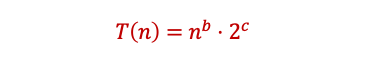 T(n) = n^b · 2^c